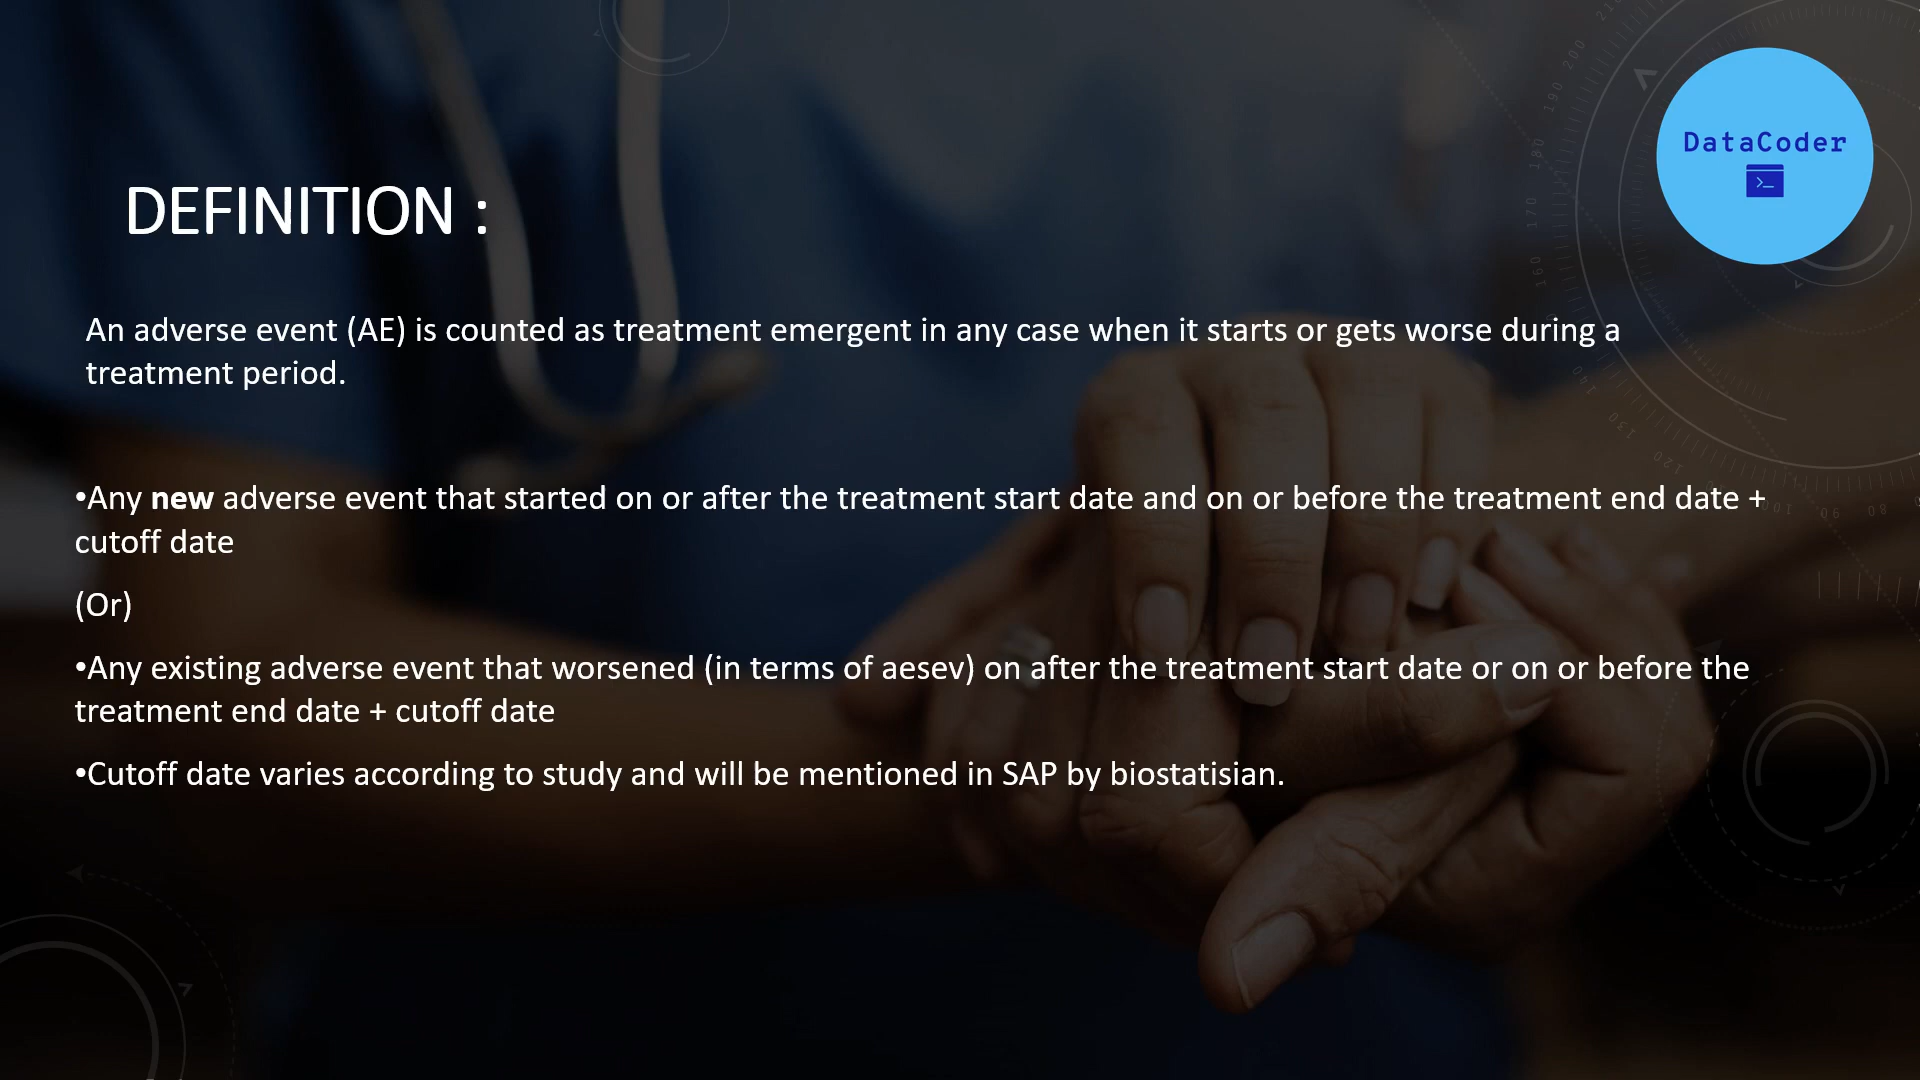 DataCoder
>_
DEFINITION :
An adverse event (AE) is counted as treatment emergent in any case when it starts or gets worse during a
treatment period.
•Any new adverse event that started on or after the treatment start date and on or before the treatment end date +
cutoff date
(Or)
•Any existing adverse event that worsened (in terms of aesev) on after the treatment start date or on or before the
treatment end date + cutoff date
•Cutoff date varies according to study and will be mentioned in SAP by biostatisian.